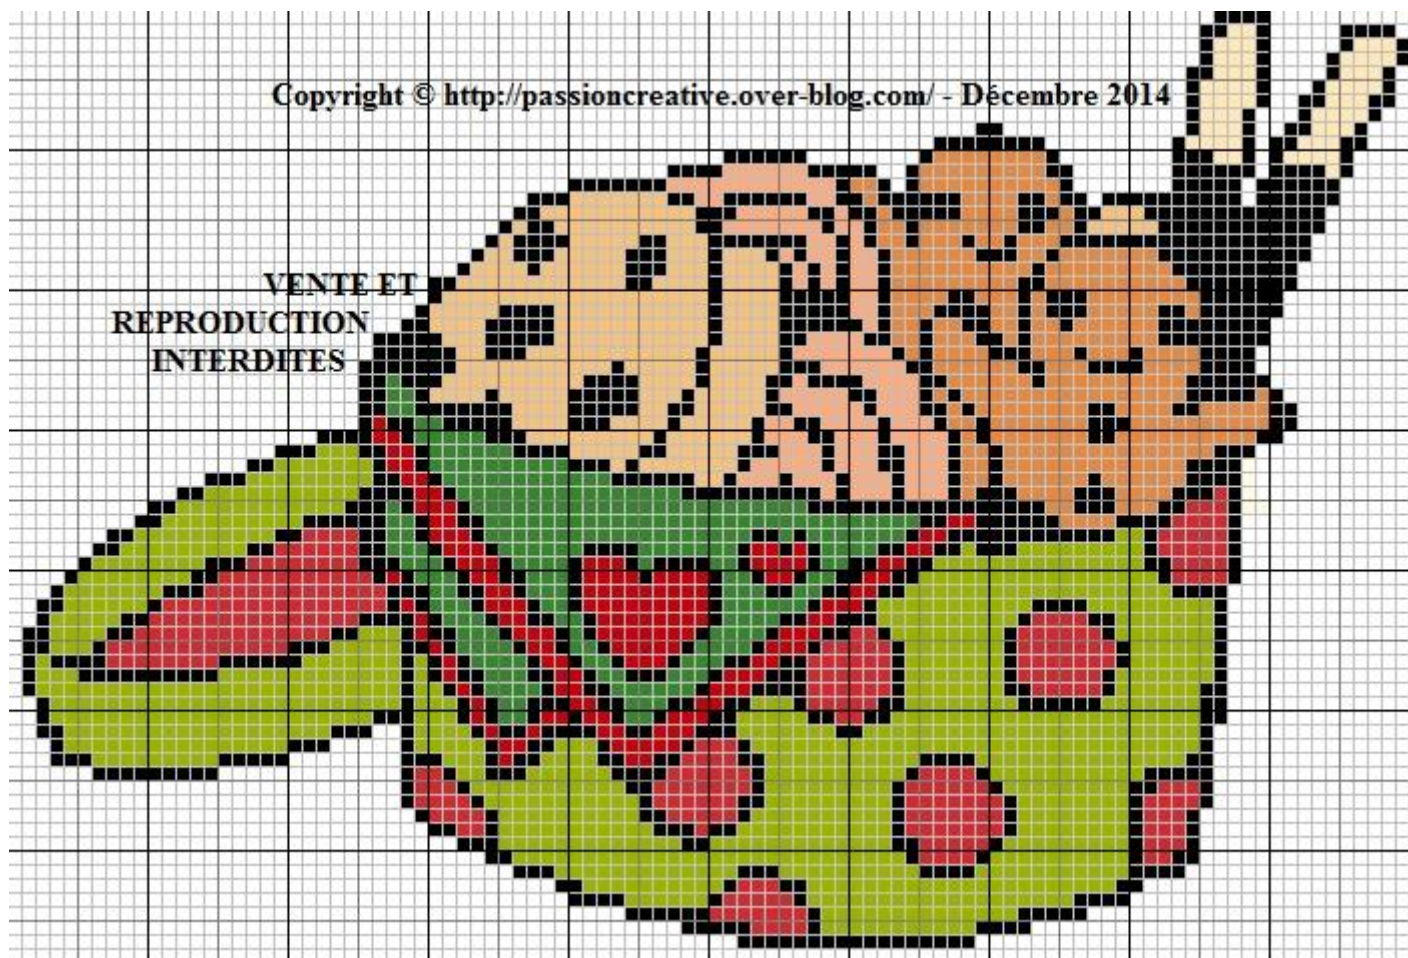 Copyright © http://passioncreative.over-blog.com/ - Décembre 2014
VENTE ET
REPRODUCTION
INTERDITES